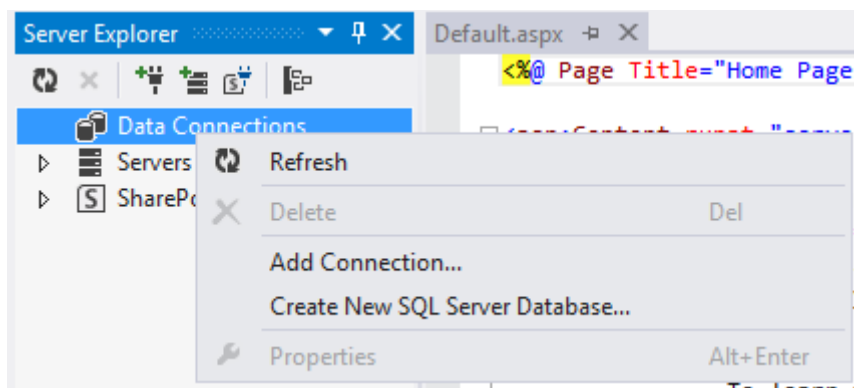 Server Explorer
Default.aspx
<%@ Page Title="Home Page
Data Connections
Servers
Refresh
Delete Del
Add Connection...
Create New SQL Server Database...
Properties Alt+Enter